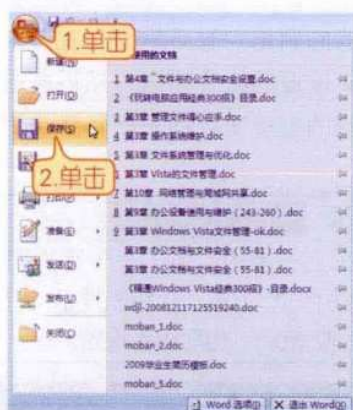 1.单击
新建(N)
打开(O)
保存(S)
2.单击
打印(P)
准备(E)
发送(D)
发布(U)
关闭(C)
使用的文档
1 第4章 文件与办公文档安全设置.doc
2 《玩转电脑应用经典300招》目录.doc
3 第3章 管理文件得心应手.doc
4 第3章 操作系统维护.doc
5 第3章 文件系统管理与优化.doc
6 第3章 Vista的文件管理.doc
7 第10章 网络管理与局域网共享.doc
8 第9章 办公设备使用与维护(243-260).doc
9 第3章 Windows Vista文件管理-ok.doc
第3章 办公文档与文件安全(55-81).doc
第3章 办公文档与文件安全(55-81).doc
《精通Windows Vista经典300招》-目录.docx
wdjl-200812117125519240.doc
moban_1.doc
moban_2.doc
2009毕业生简历模板.doc
moban_5.doc
Word 选项(I)
X 退出 Word(X)